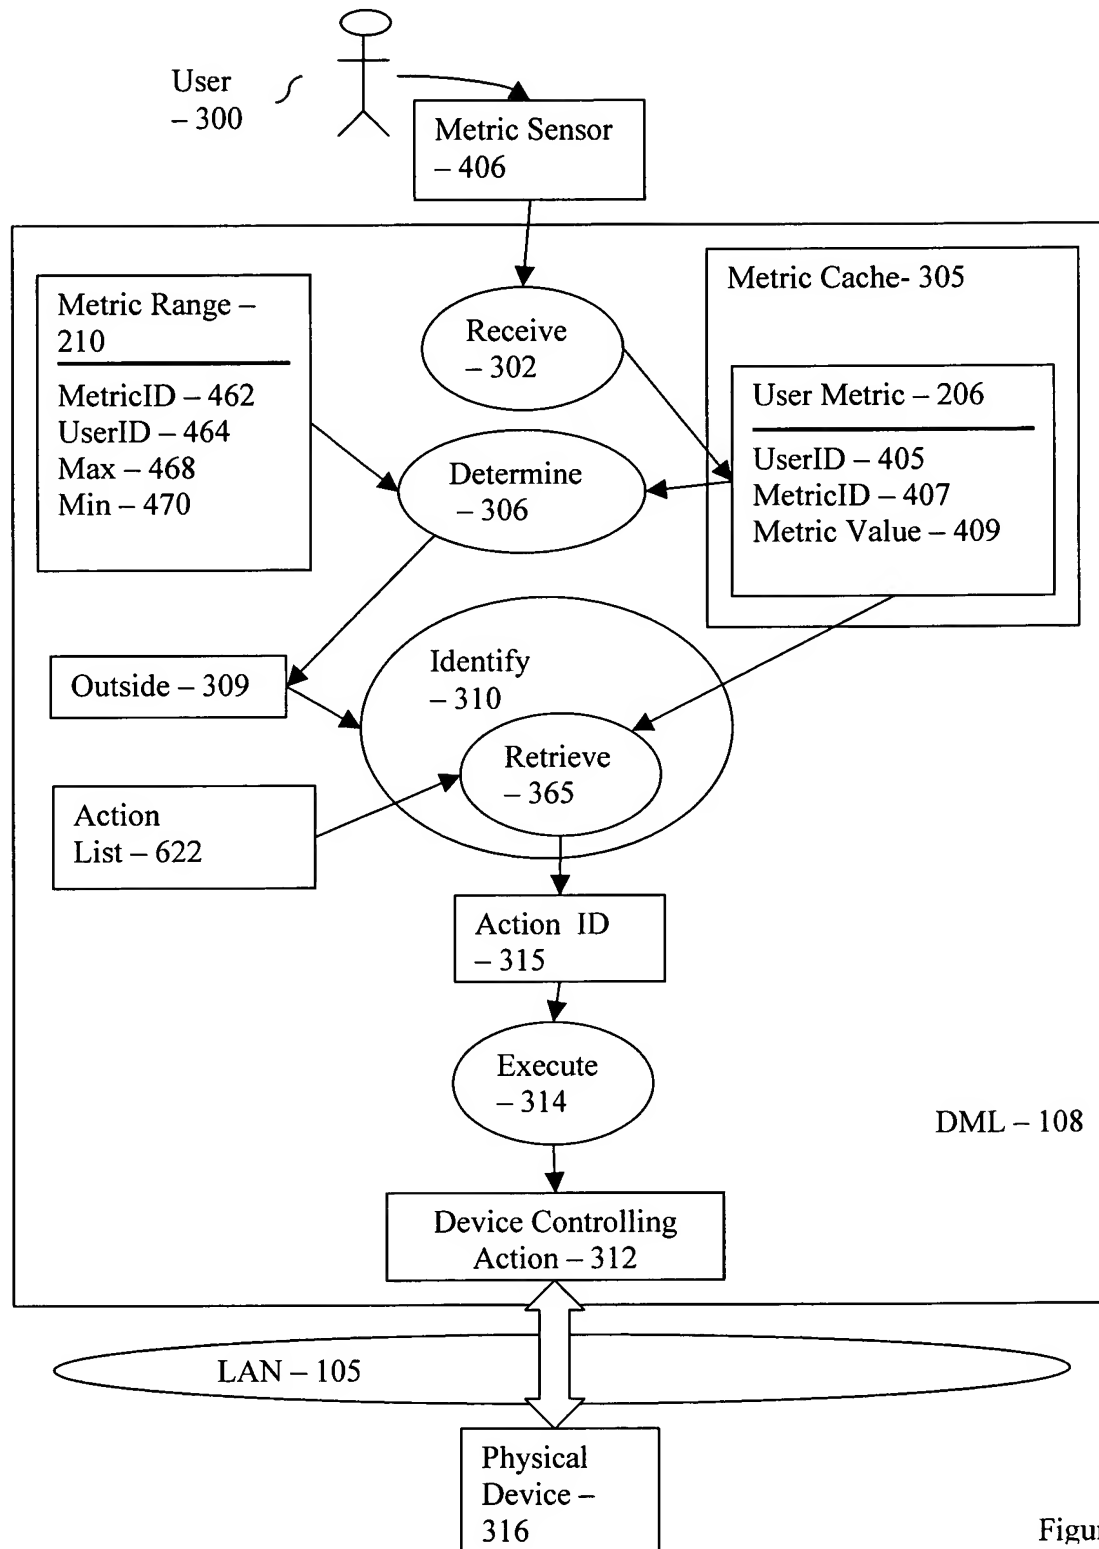 User
– 300
Metric Sensor
– 406
Metric Range –
210
MetricID – 462
UserID – 464
Max – 468
Min – 470
Receive
– 302
Metric Cache- 305
User Metric – 206
UserID – 405
MetricID – 407
Metric Value – 409
Determine
– 306
Outside – 309
Identify
– 310
Retrieve
– 365
Action
List – 622
Action ID
– 315
Execute
– 314
DML – 108
Device Controlling
Action – 312
LAN – 105
Physical
Device –
316
Figur